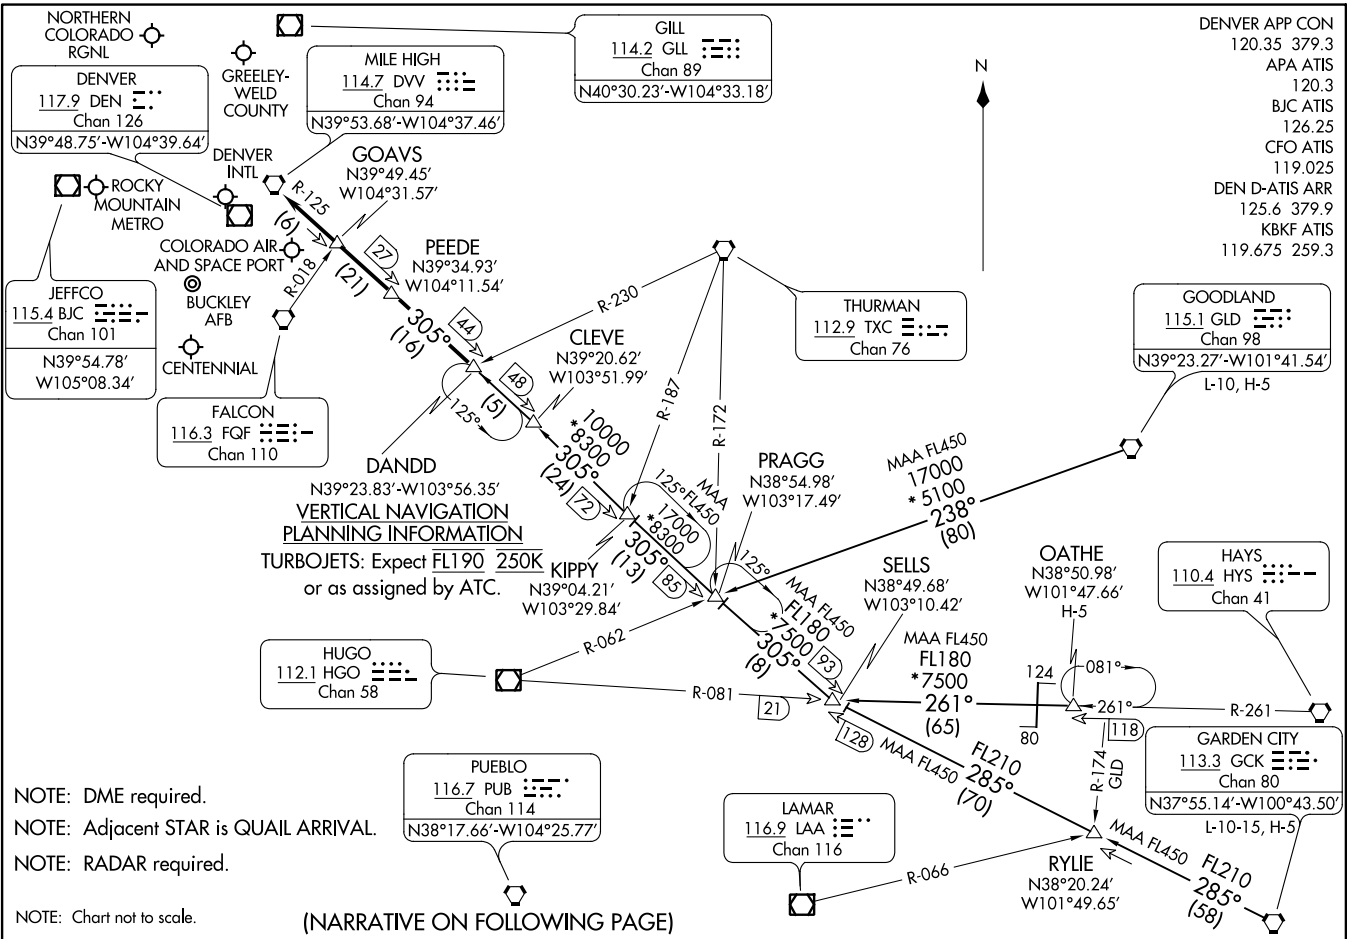 NORTHERN
COLORADO
RGNL
GREELEY-
WELD
COUNTY
GILL
114.2 GLL
Chan 89
N40°30.23'-W104°33.18'
DENVER APP CON
120.35 379.3
APA ATIS
120.3
BJC ATIS
126.25
CFO ATIS
119.025
DEN D-ATIS ARR
125.6 379.9
KBKF ATIS
119.675 259.3
N
DENVER
117.9 DEN
Chan 126
N39°48.75'-W104°39.64'
MILE HIGH
114.7 DVV
Chan 94
N39°53.68'-W104°37.46'
DENVER
INTL
ROCKY
MOUNTAIN
METRO
COLORADO AIR
AND SPACE PORT
BUCKLEY
AFB
CENTENNIAL
JEFFCO
115.4 BJC
Chan 101
N39°54.78'
W105°08.34'
FALCON
116.3 FQF
Chan 110
R-018
R-125
(6)
GOAVS
N39°49.45'
W104°31.57'
27
(21)
PEEDE
N39°34.93'
W104°11.54'
305°
(16)
44
R-230
THURMAN
112.9 TXC
Chan 76
GOODLAND
115.1 GLD
Chan 98
N39°23.27'-W101°41.54'
L-10, H-5
CLEVE
N39°20.62'
W103°51.99'
48
(5)
125°
DANDD
N39°23.83'-W103°56.35'
VERTICAL NAVIGATION
PLANNING INFORMATION
TURBOJETS: Expect FL190 250K
or as assigned by ATC.
10000
*8300
305°
(24)
72
R-187
R-172
KIPPY
N39°04.21'
W103°29.84'
125°
MAA
FL450
17000
*8300
305°
(13)
85
PRAGG
N38°54.98'
W103°17.49'
MAA FL450
17000
*5100
238°
(80)
125°
MAA FL450
FL180
*7500
305°
(8)
93
SELLS
N38°49.68'
W103°10.42'
MAA FL450
FL180
*7500
261°
(65)
OATHE
N38°50.98'
W101°47.66'
H-5
124
80
081°
261°
118
R-261
HAYS
110.4 HYS
Chan 41
HUGO
112.1 HGO
Chan 58
R-062
R-081
21
128
FL210
285°
MAA FL450
(70)
R-174
GLD
GARDEN CITY
113.3 GCK
Chan 80
N37°55.14'-W100°43.50'
L-10-15, H-5
PUEBLO
116.7 PUB
Chan 114
N38°17.66'-W104°25.77'
LAMAR
116.9 LAA
Chan 116
R-066
RYLIE
N38°20.24'
W101°49.65'
MAA FL450
FL210
285°
(58)
NOTE: DME required.
NOTE: Adjacent STAR is QUAIL ARRIVAL.
NOTE: RADAR required.
NOTE: Chart not to scale.
(NARRATIVE ON FOLLOWING PAGE)